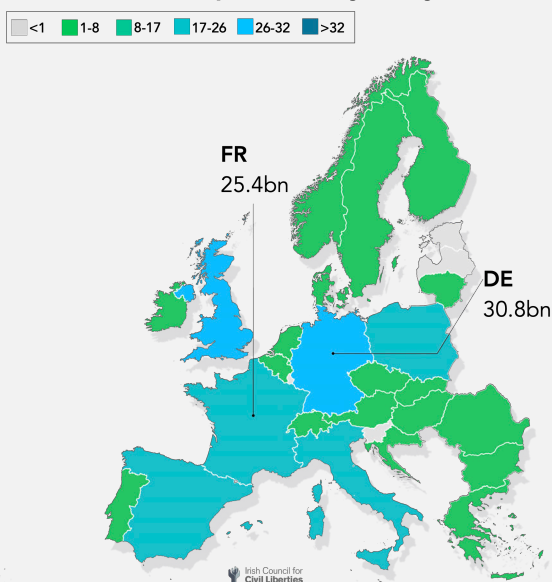 <1 1-8 8-17 17-26 26-32 >32
FR
25.4bn
DE
30.8bn
Irish Council for
Civil Liberties